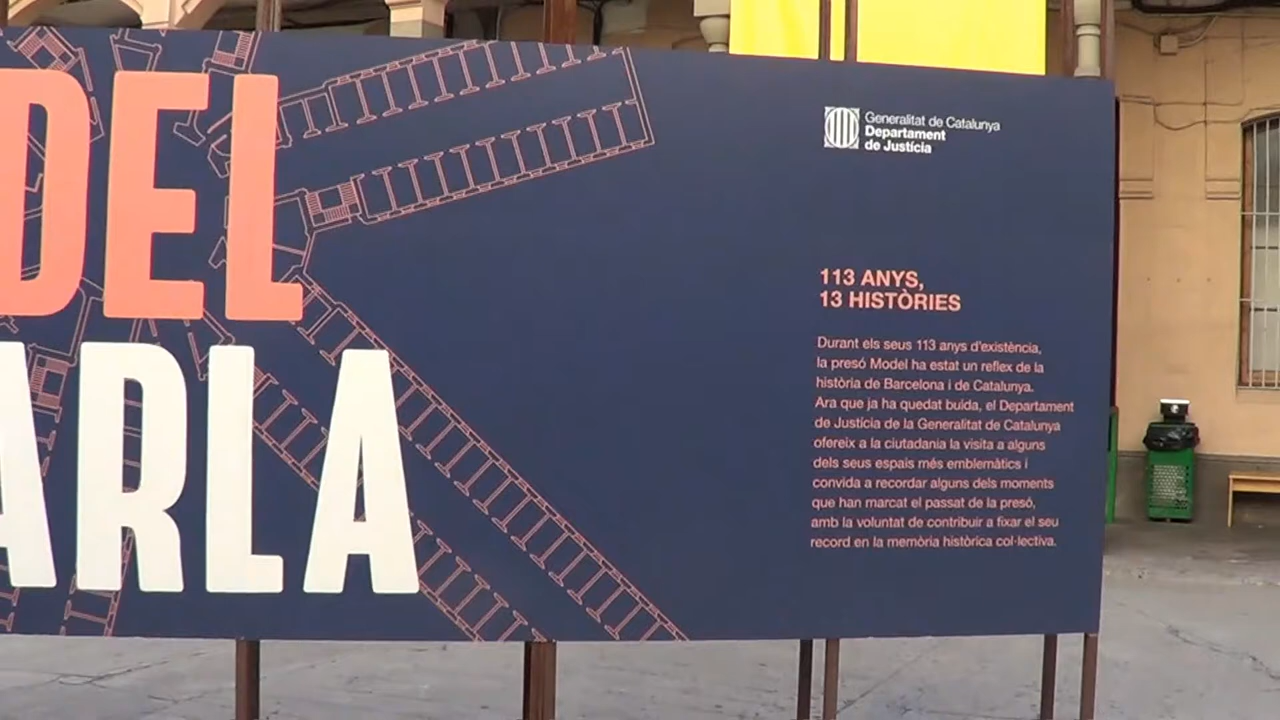 DEL
ARLA
Generalitat de Catalunya
Departament
de Justícia
113 ANYS,
13 HISTÒRIES
Durant els seus 113 anys d'existència,
la presó Model ha estat un reflex de la
història de Barcelona i de Catalunya.
Ara que ja ha quedat buida, el Departament
de Justícia de la Generalitat de Catalunya
ofereix a la ciutadania la visita a alguns
dels seus espais més emblemàtics i
convida a recordar alguns dels moments
que han marcat el passat de la presó,
amb la voluntat de contribuir a fixar el seu
record en la memòria històrica col·lectiva.